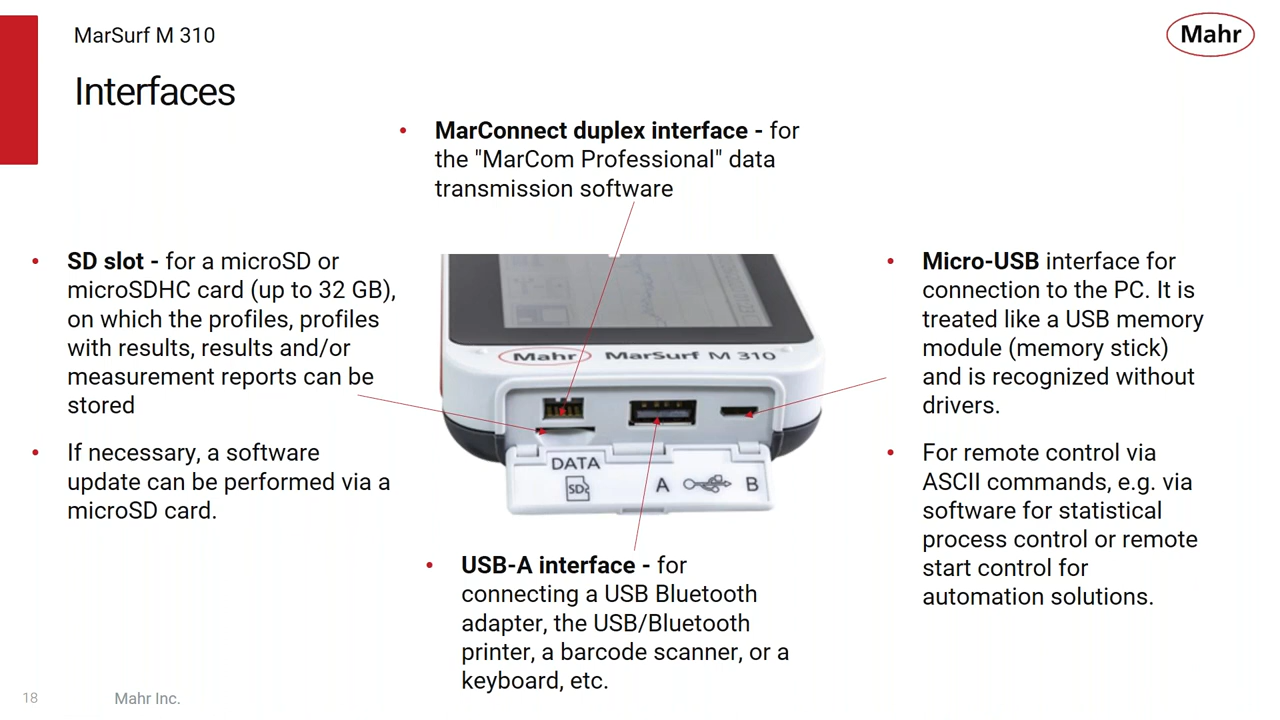 MarSurf M 310
Mahr
Interfaces
• MarConnect duplex interface - for
the "MarCom Professional" data
transmission software
• SD slot - for a microSD or
microSDHC card (up to 32 GB),
on which the profiles, profiles
with results, results and/or
measurement reports can be
stored
• If necessary, a software
update can be performed via a
microSD card.
Mahr MarSurf M 310
DATA
SD
A B
• Micro-USB interface for
connection to the PC. It is
treated like a USB memory
module (memory stick)
and is recognized without
drivers.
• For remote control via
ASCII commands, e.g. via
software for statistical
process control or remote
start control for
automation solutions.
• USB-A interface - for
connecting a USB Bluetooth
adapter, the USB/Bluetooth
printer, a barcode scanner, or a
keyboard, etc.
18 Mahr Inc.